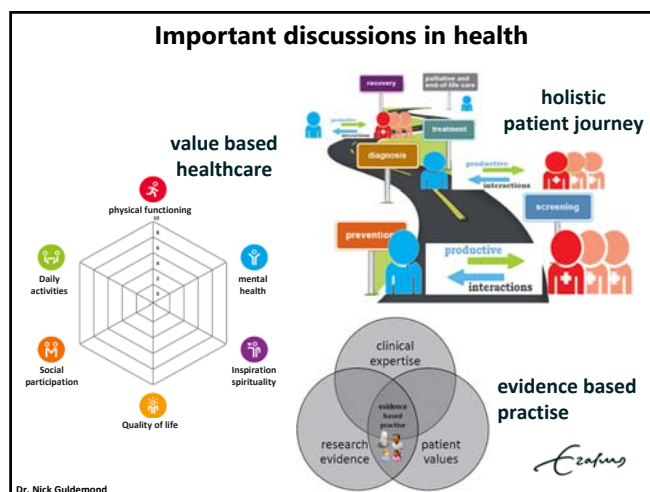 Important discussions in health
value based
healthcare
physical functioning
10
8
6
4
2
0
Daily
activities
mental
health
Social
participation
Inspiration
spirituality
Quality of life
holistic
patient journey
recovery
palliative and
end-of-life care
productive
interactions
treatment
diagnosis
productive
interactions
screening
prevention
productive
interactions
clinical
expertise
evidence
based
practise
research
evidence
patient
values
evidence based
practise
Erasmus
Dr. Nick Guldemond